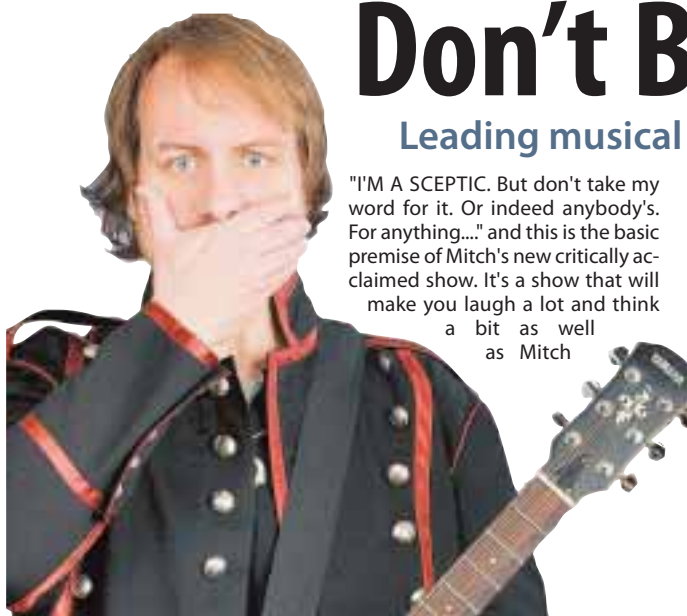 Don't B
Leading musical
"I'M A SCEPTIC. But don't take my
word for it. Or indeed anybody's.
For anything...." and this is the basic
premise of Mitch's new critically ac-
claimed show. It's a show that will
make you laugh a lot and think
a bit as well
as Mitch
YAMAHA